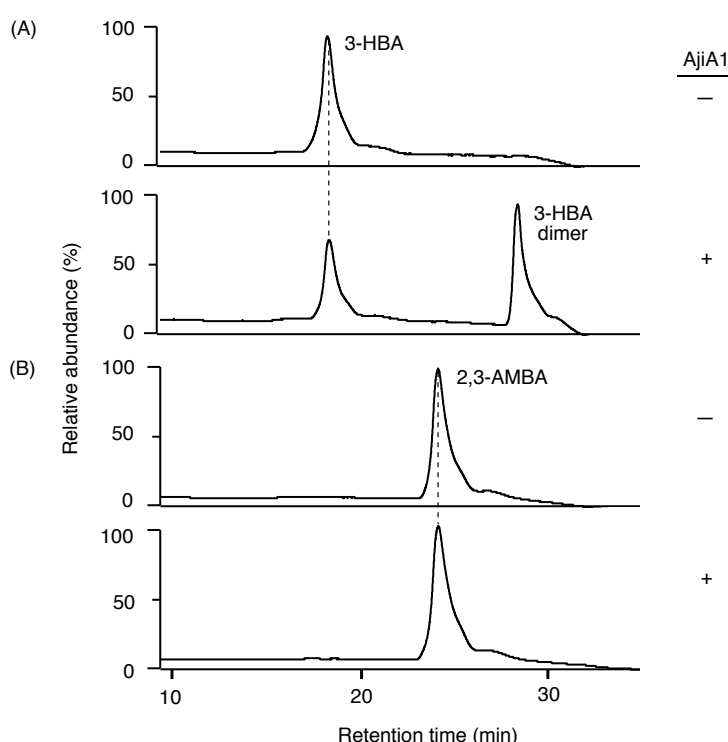 (A)
100
50
0
3-HBA
AjiA1
—
100
50
0
3-HBA
dimer
+
Relative abundance (%)
(B)
100
50
0
2,3-AMBA
—
100
50
0
+
10
20
30
Retention time (min)